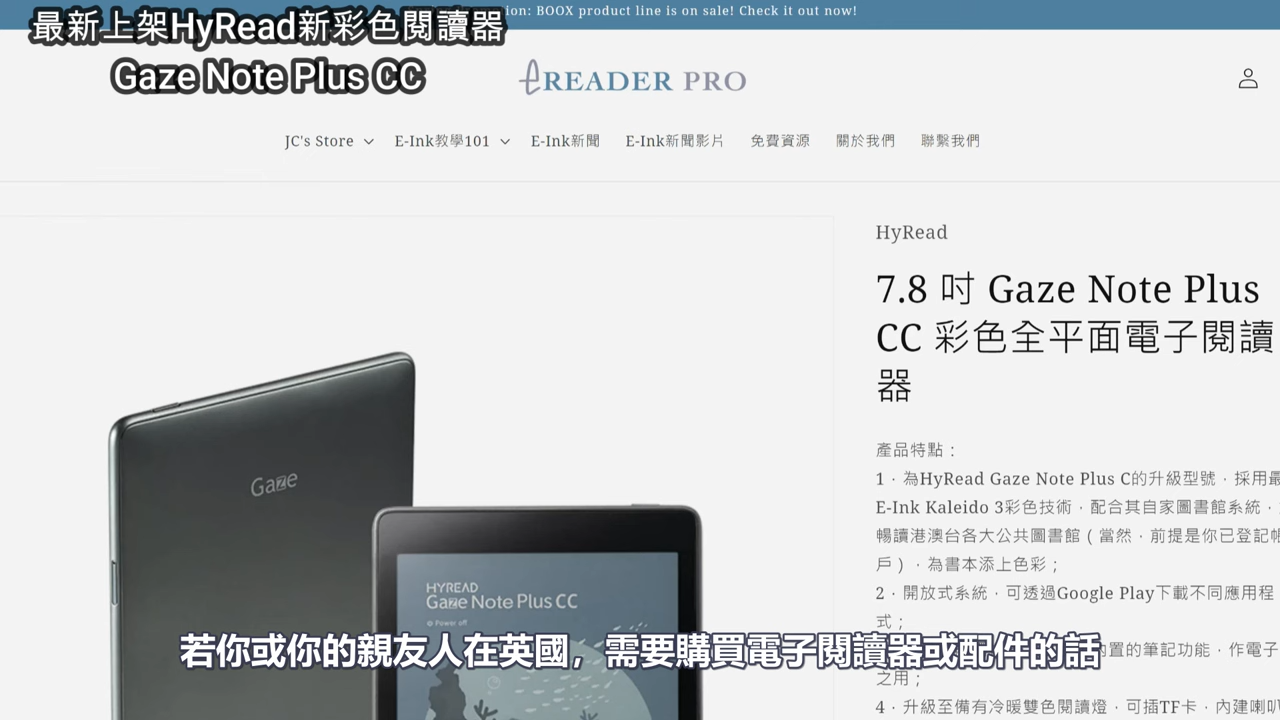 最新上架HyRead新彩色閱讀器
Gaze Note Plus CC
on: BOOX product line is on sale! Check it out now!
READER PRO
JC's Store
E-Ink教學101
E-Ink新聞
E-Ink新聞影片
免費資源
關於我們
聯繫我們
HyRead
7.8 吋 Gaze Note Plus
CC 彩色全平面電子閱讀
器
產品特點：
1．為HyRead Gaze Note Plus C的升級型號，採用最
E-Ink Kaleido 3彩色技術，配合其自家圖書館系統，
暢讀港澳台各大公共圖書館（當然，前提是你已登記帳
戶），為書本添上色彩；
2．開放式系統，可透過Google Play下載不同應用程
式；
置的筆記功能，作電子
之用；
4．升級至備有冷暖雙色閱讀燈，可插TF卡，內建喇叭
Gaze
HYREAD
Gaze Note Plus CC
Power off
若你或你的親友人在英國，需要購買電子閱讀器或配件的話